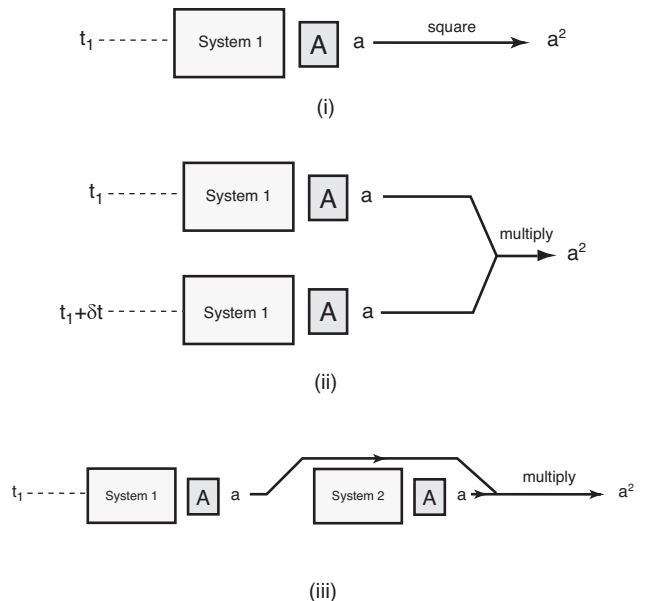 t₁ System 1 A a square a²
(i)
t₁ System 1 A a
multiply a²
t₁+δt System 1 A a
(ii)
t₁ System 1 A a System 2 A a multiply a²
(iii)